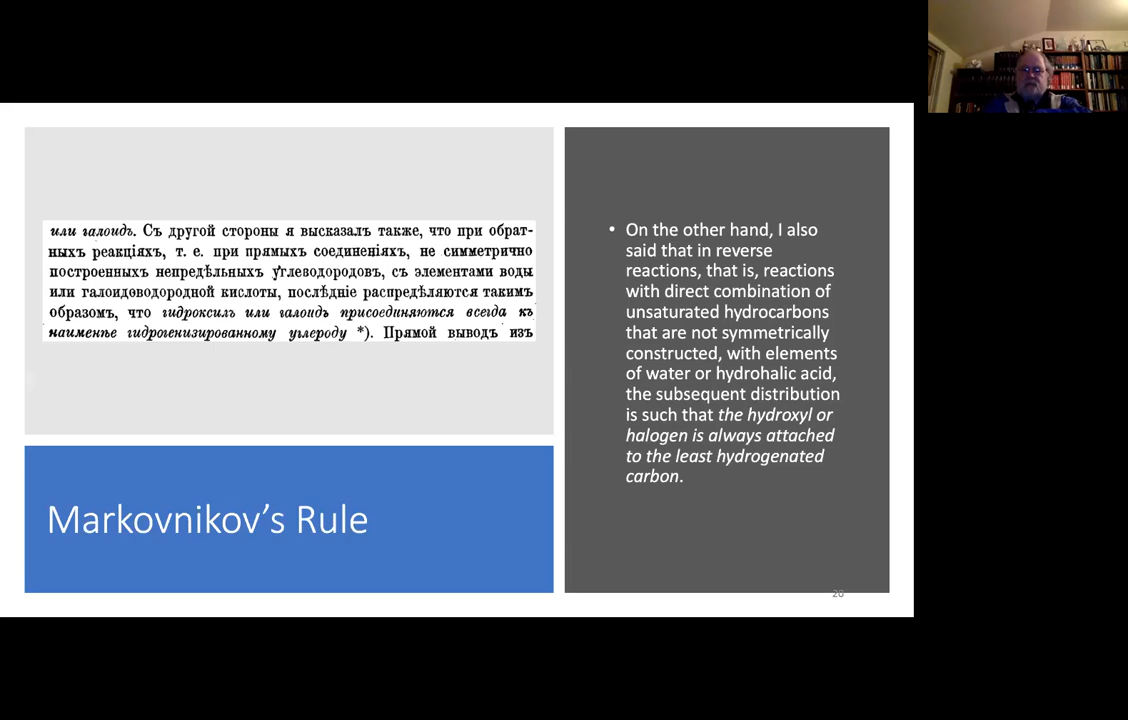 или галоидъ. Съ другой стороны я высказалъ также, что при обрат-
ныхъ реакціяхъ, т. е. при прямыхъ соединеніяхъ, не симметрично
построенныхъ непредѣльныхъ углеводородовъ, съ элементами воды
или галоидоводородной кислоты, послѣдніе распредѣляются такимъ
образомъ, что гидроксилъ или галоидъ присоединяются всегда къ
наименѣе гидрогенизированному углероду *). Прямой выводъ изъ
Markovnikov’s Rule
• On the other hand, I also
said that in reverse
reactions, that is, reactions
with direct combination of
unsaturated hydrocarbons
that are not symmetrically
constructed, with elements
of water or hydrohalic acid,
the subsequent distribution
is such that the hydroxyl or
halogen is always attached
to the least hydrogenated
carbon.
20